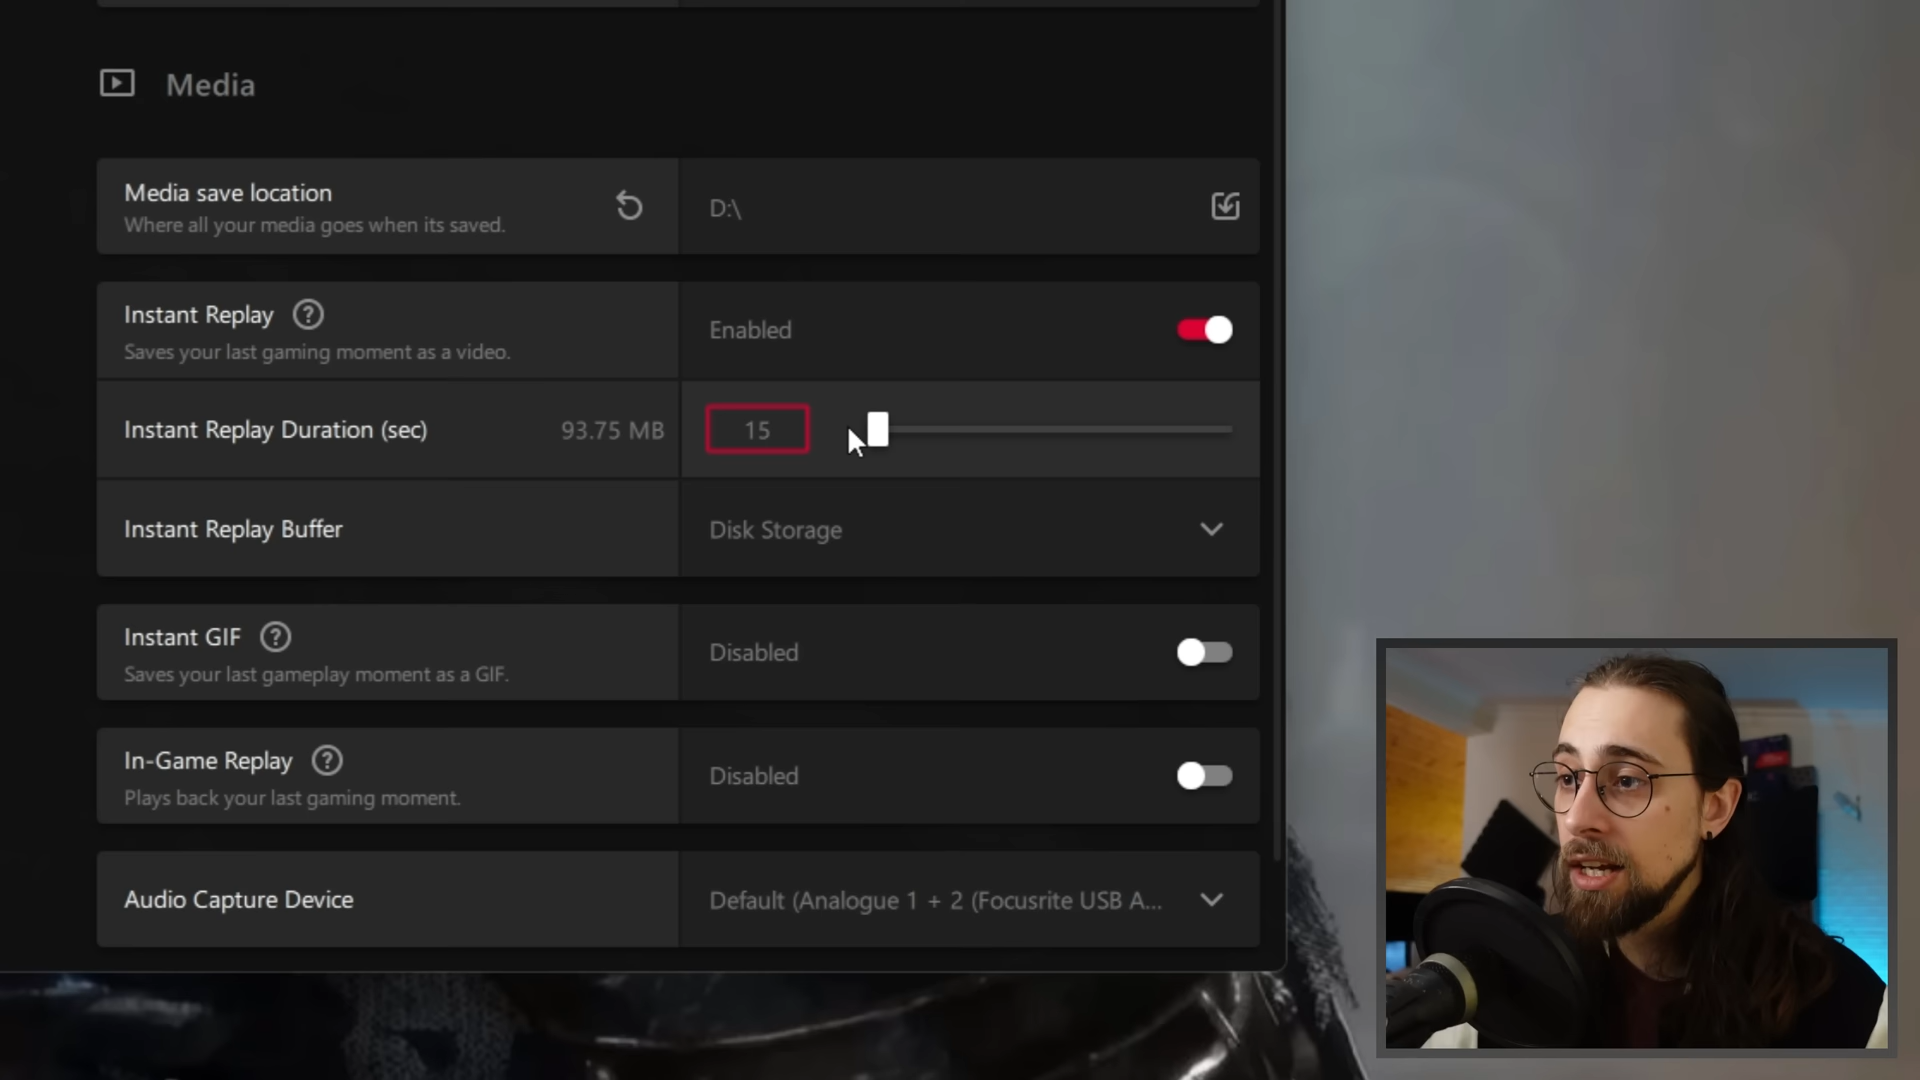 Media
Media save location
Where all your media goes when its saved.
D:\
Instant Replay
Saves your last gaming moment as a video.
Enabled
Instant Replay Duration (sec)
93.75 MB
15
Instant Replay Buffer
Disk Storage
Instant GIF
Saves your last gameplay moment as a GIF.
Disabled
In-Game Replay
Plays back your last gaming moment.
Disabled
Audio Capture Device
Default (Analogue 1 + 2 (Focusrite USB A...